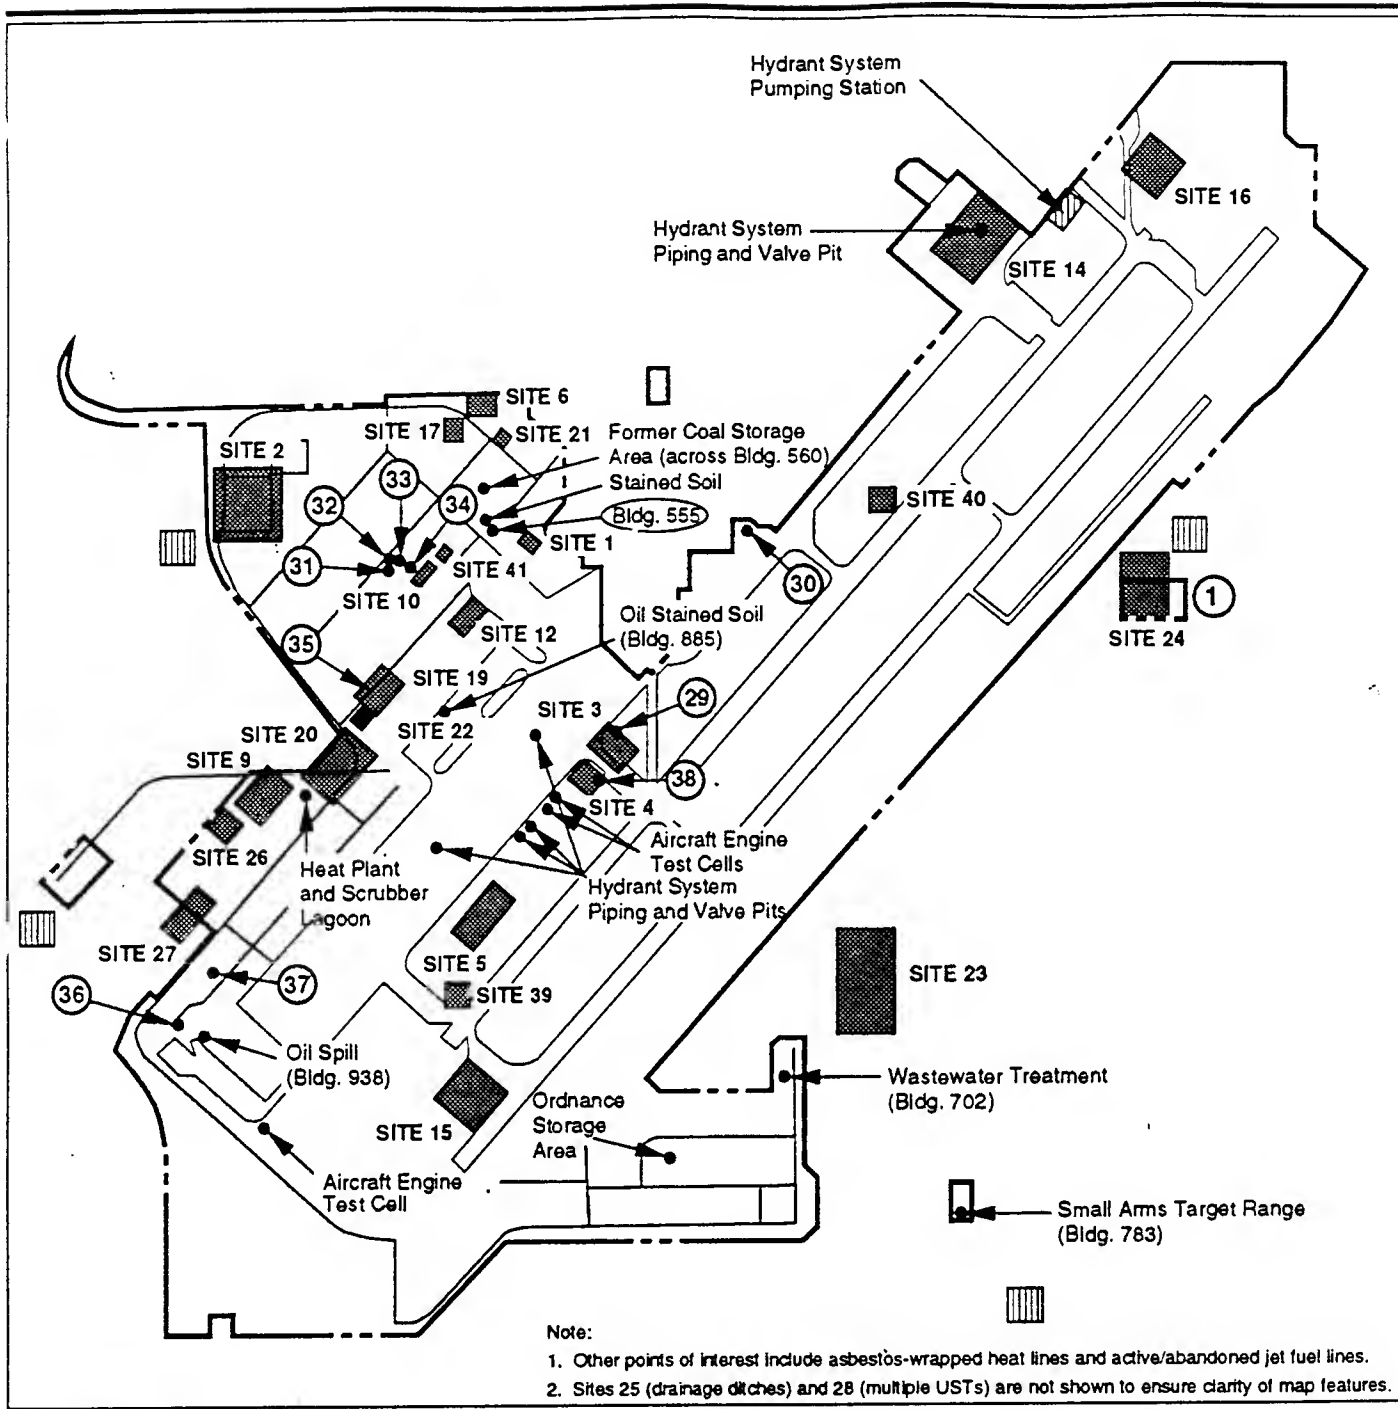 Hydrant System
Pumping Station
SITE 16
Hydrant System
Piping and Valve Pit
SITE 14
SITE 6
SITE 17
SITE 21
Former Coal Storage
Area (across Bldg. 560)
SITE 2
33
Stained Soil
32
34
Bldg. 555
SITE 40
SITE 1
31
SITE 41
30
SITE 10
1
Oil Stained Soil
(Bldg. 885)
SITE 12
SITE 24
35
SITE 19
29
SITE 3
SITE 22
SITE 20
SITE 9
38
SITE 4
Aircraft Engine
Test Cells
SITE 26
Heat Plant
and Scrubber
Lagoon
Hydrant System
Piping and Valve Pits
SITE 27
SITE 5
SITE 23
37
36
SITE 39
Oil Spill
(Bldg. 938)
Wastewater Treatment
(Bldg. 702)
Ordnance
Storage
Area
SITE 15
Aircraft Engine
Test Cell
Small Arms Target Range
(Bldg. 783)
Note:
1. Other points of interest include asbestos-wrapped heat lines and active/abandoned jet fuel lines.
2. Sites 25 (drainage ditches) and 28 (multiple USTs) are not shown to ensure clarity of map features.